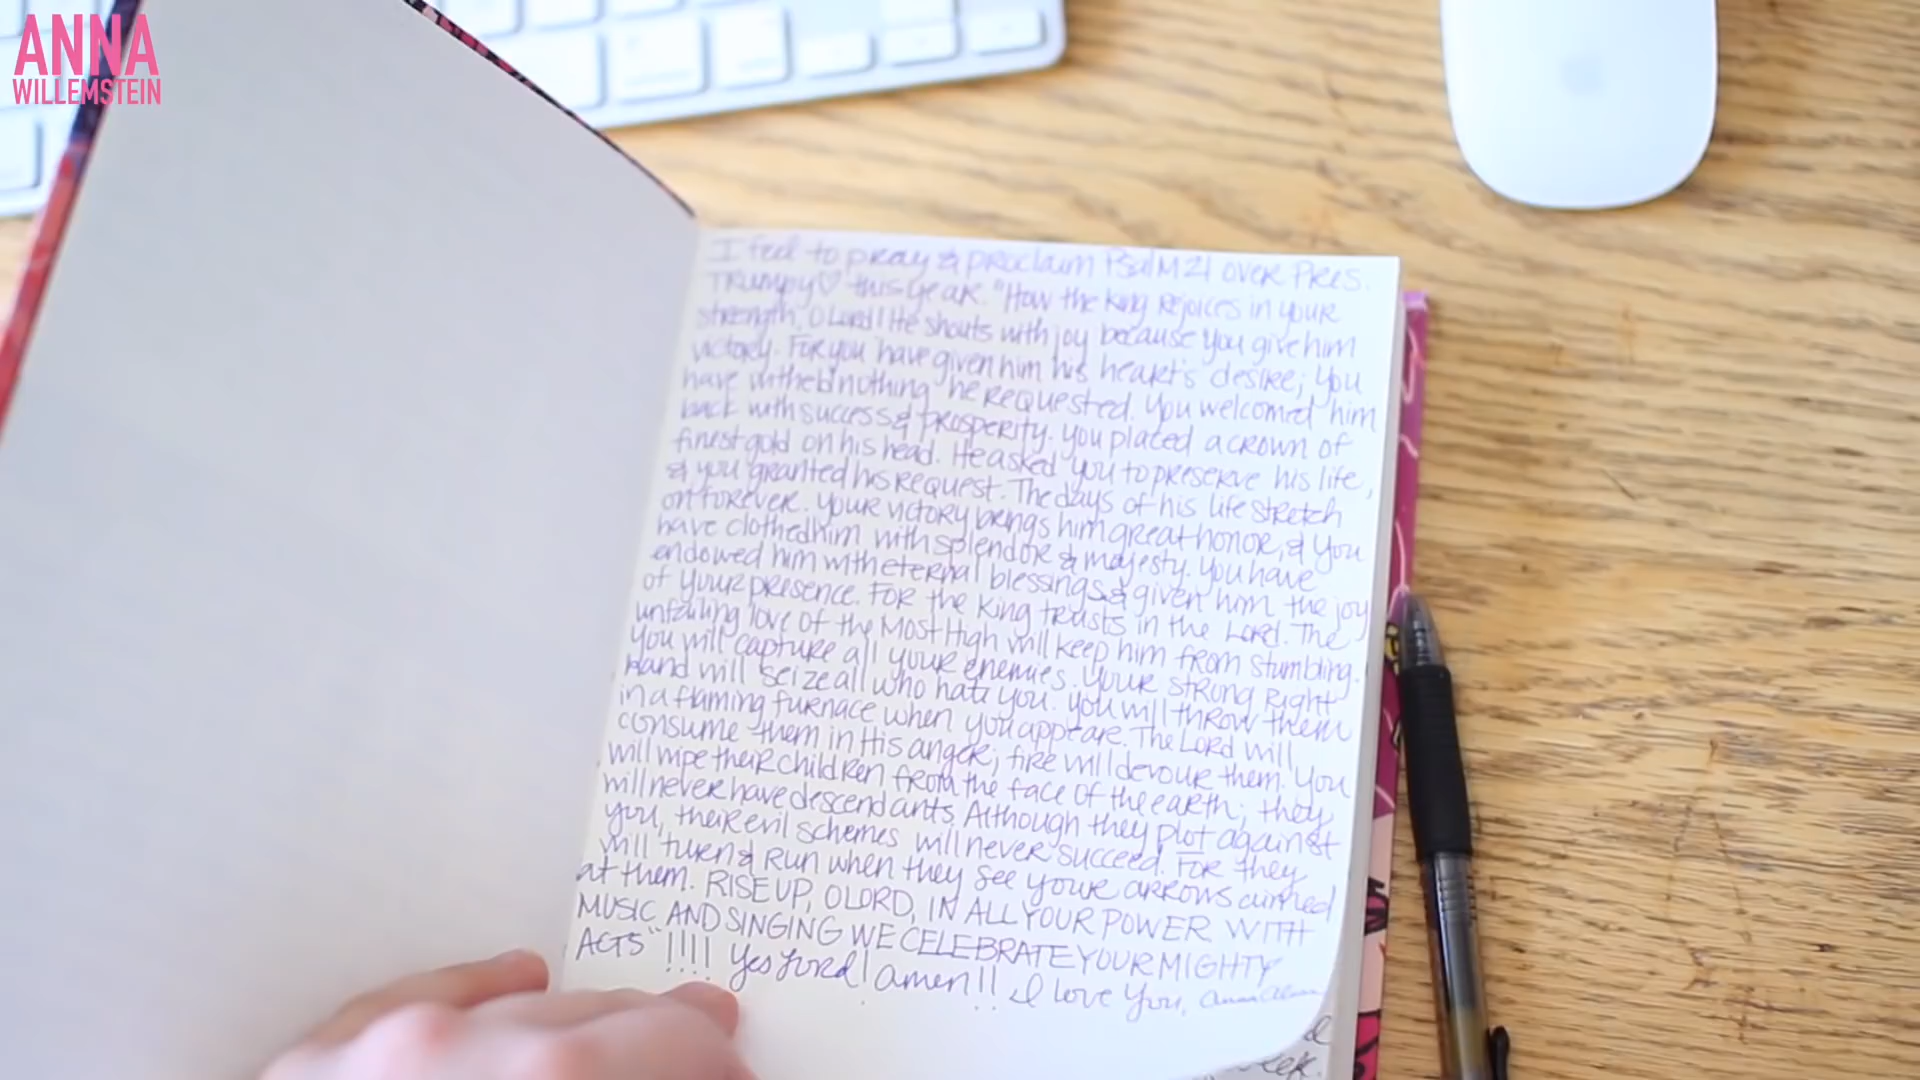 ANNA
WILLEMSTEIN
I feel to pray & proclaim Psalm 21 over Pres.
Trumpy♡ this year. "How the king rejoices in your
strength, O Lord! He shouts with joy because you give him
victory. For you have given him his heart's desire; you
have witheld nothing he requested. You welcomed him
back with success & prosperity. you placed a crown of
finest gold on his head. He asked you to preserve his life,
& you granted his request. The days of his life stretch
on forever. Your victory brings him great honor, & you
have clothed him with splendor & majesty. You have
endowed him with eternal blessings & given him the joy
of your presence. For the king trusts in the Lord. The
unfailing love of the Most High will keep him from stumbling.
You will capture all your enemies. Your strong right
hand will seize all who hate you. You will throw them
in a flaming furnace when you appeare. The Lord will
consume them in His anger; fire will devour them. You
will wipe their children from the face of the earth; they
will never have descendants. Although they plot against
you, their evil schemes will never succeed. For they
will turn & run when they see your arrows aimed
at them. RISE UP, O LORD, IN ALL YOUR POWER WITH
MUSIC AND SINGING WE CELEBRATE YOUR MIGHTY
ACTS" !!!! Yes Lord! Amen!! I love You,